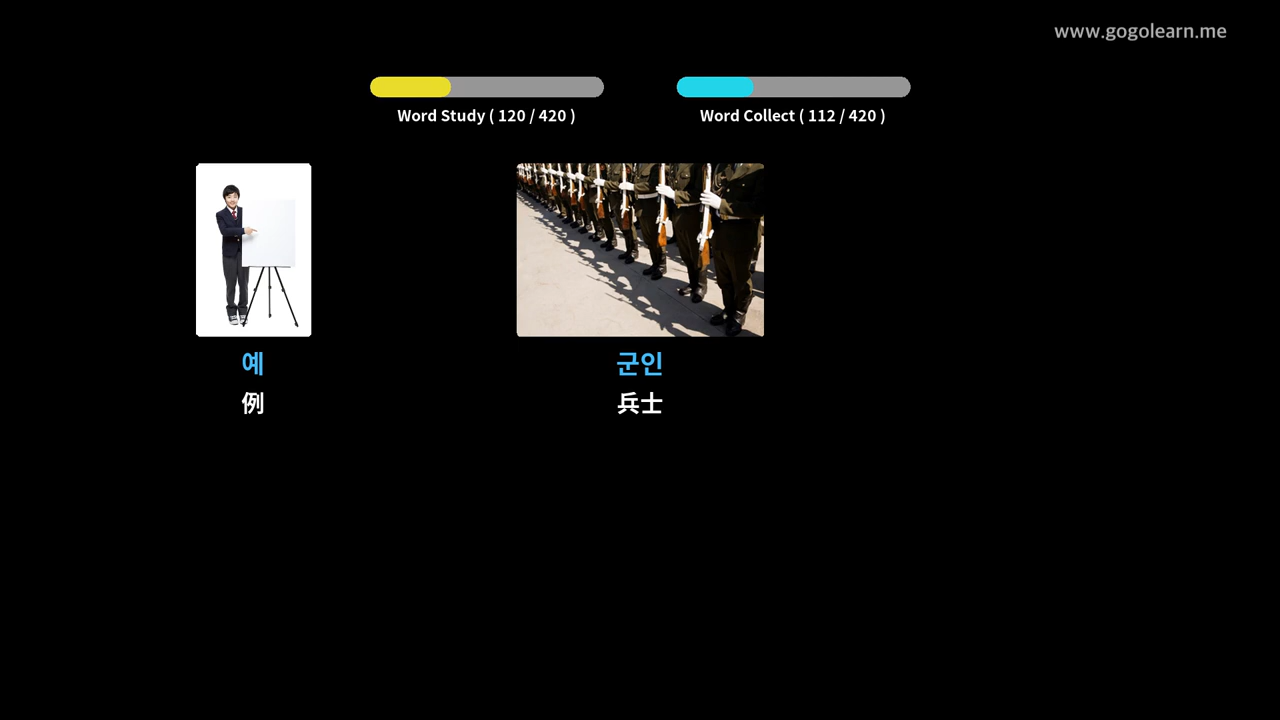 www.gogolearn.me
Word Study ( 120 / 420 )
Word Collect ( 112 / 420 )
예
例
군인
兵士